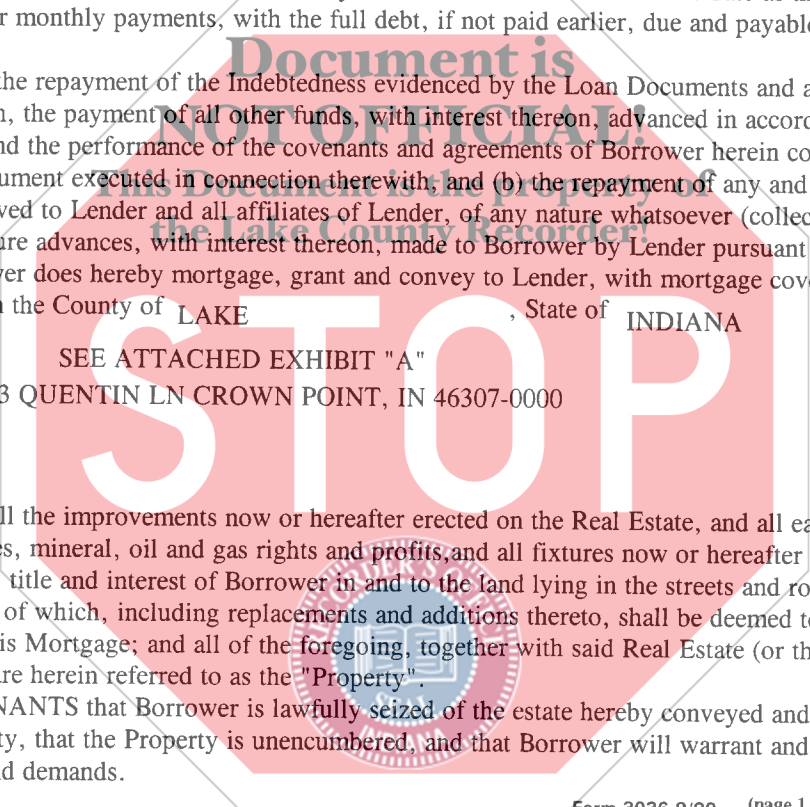 r monthly payments, with the full debt, if not paid earlier, due and payable
Document is
the repayment of the Indebtedness evidenced by the Loan Documents and a
n, the payment of all other funds, with interest thereon, advanced in accord
NOT OFFICIAL!
nd the performance of the covenants and agreements of Borrower herein co
ument executed in connection therewith, and (b) the repayment of any and
This Document is the property of
ved to Lender and all affiliates of Lender, of any nature whatsoever (collec
the Lake County Recorder!
ure advances, with interest thereon, made to Borrower by Lender pursuant
ver does hereby mortgage, grant and convey to Lender, with mortgage cove
n the County of LAKE , State of INDIANA
SEE ATTACHED EXHIBIT "A"
3 QUENTIN LN CROWN POINT, IN 46307-0000
STOP
ll the improvements now or hereafter erected on the Real Estate, and all ea
es, mineral, oil and gas rights and profits,and all fixtures now or hereafter
title and interest of Borrower in and to the land lying in the streets and ro
of which, including replacements and additions thereto, shall be deemed to
is Mortgage; and all of the foregoing, together with said Real Estate (or th
re herein referred to as the "Property".
NANTS that Borrower is lawfully seized of the estate hereby conveyed and
ty, that the Property is unencumbered, and that Borrower will warrant and
d demands.
RECORDER'S OFFICE
SEAL
INDIANA
(page 1